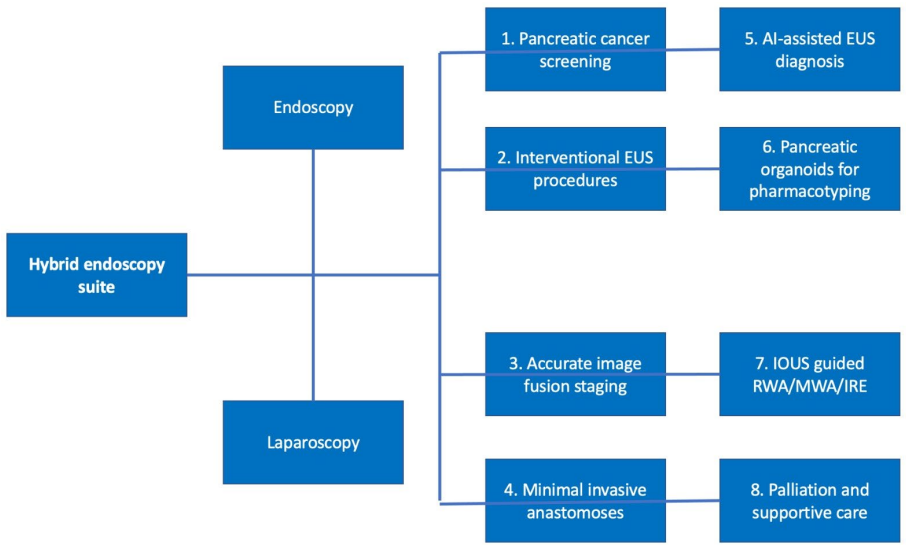 Hybrid endoscopy
suite
Endoscopy
Laparoscopy
1. Pancreatic cancer
screening
5. AI-assisted EUS
diagnosis
2. Interventional EUS
procedures
6. Pancreatic
organoids for
pharmacotyping
3. Accurate image
fusion staging
7. IOUS guided
RWA/MWA/IRE
4. Minimal invasive
anastomoses
8. Palliation and
supportive care